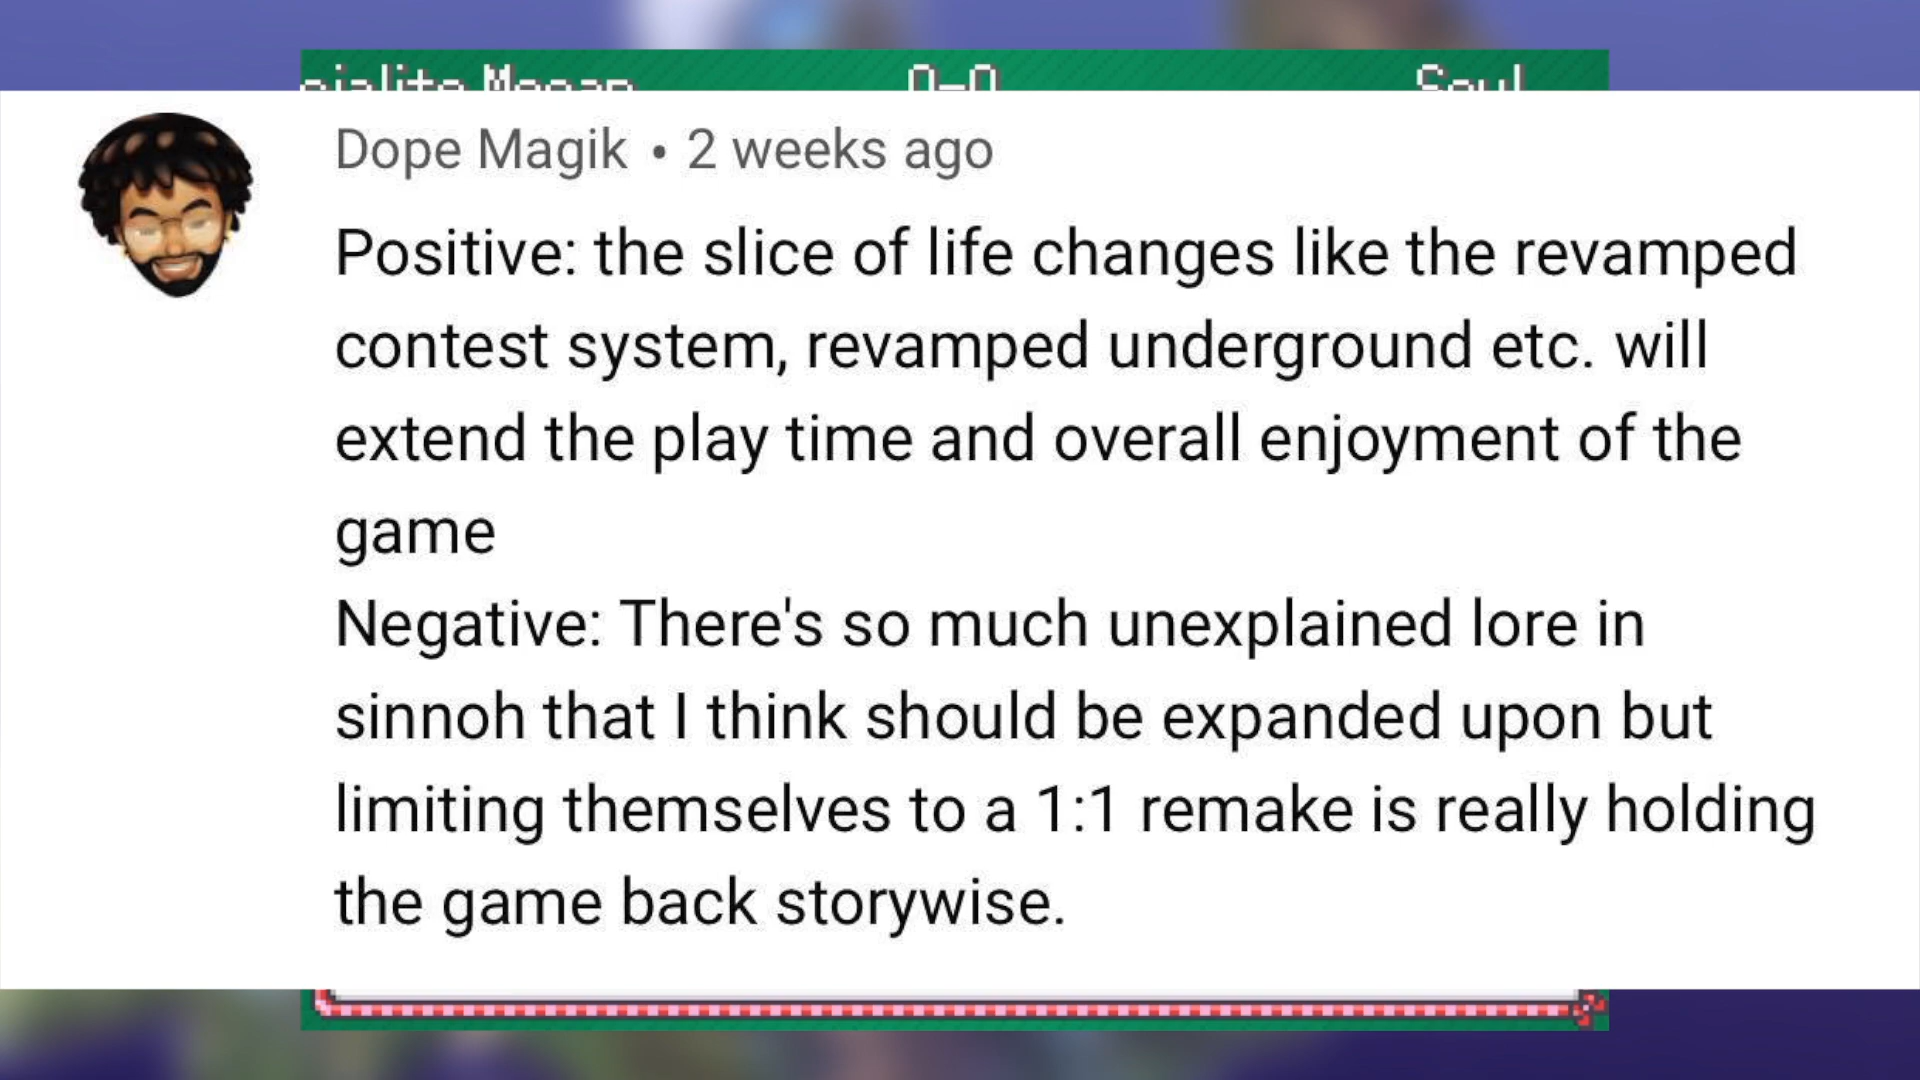 0-0
Dope Magik • 2 weeks ago
Positive: the slice of life changes like the revamped
contest system, revamped underground etc. will
extend the play time and overall enjoyment of the
game
Negative: There's so much unexplained lore in
sinnoh that I think should be expanded upon but
limiting themselves to a 1:1 remake is really holding
the game back storywise.